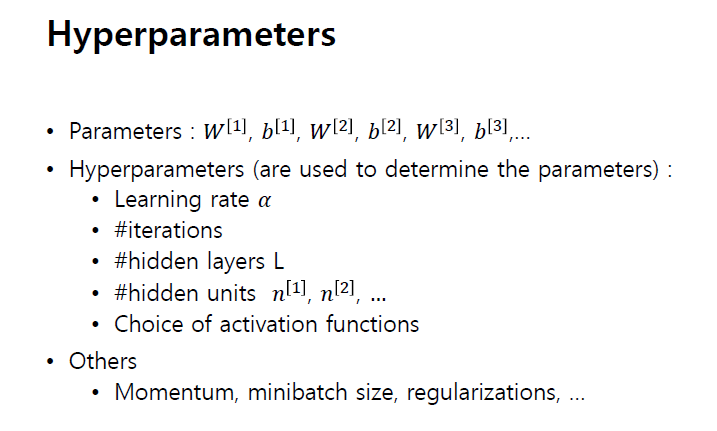 Hyperparameters
• Parameters : W^[1], b^[1], W^[2], b^[2], W^[3], b^[3],...
• Hyperparameters (are used to determine the parameters) :
• Learning rate α
• #iterations
• #hidden layers L
• #hidden units n^[1], n^[2], ...
• Choice of activation functions
• Others
• Momentum, minibatch size, regularizations, ...